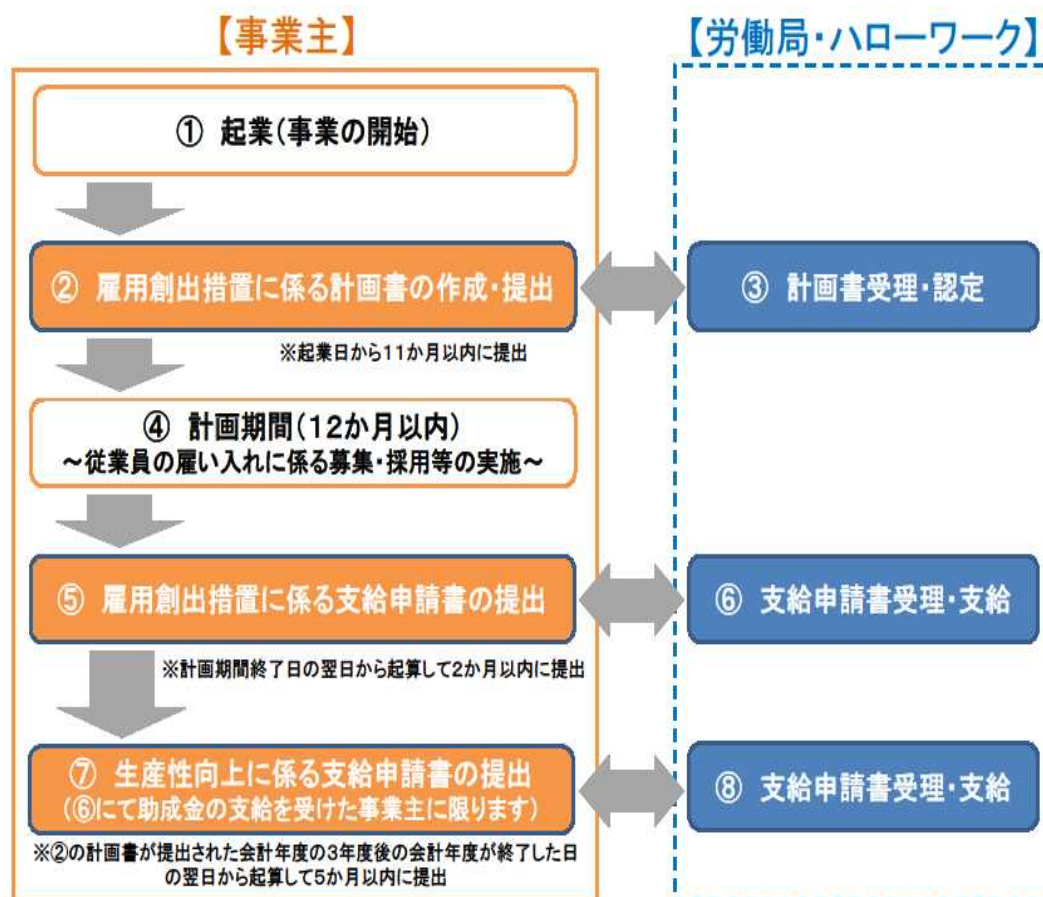 【事業主】
【労働局・ハローワーク】
① 起業(事業の開始)
② 雇用創出措置に係る計画書の作成・提出
③ 計画書受理・認定
※起業日から11か月以内に提出
④ 計画期間(12か月以内)
～従業員の雇い入れに係る募集・採用等の実施～
⑤ 雇用創出措置に係る支給申請書の提出
⑥ 支給申請書受理・支給
※計画期間終了日の翌日から起算して2か月以内に提出
⑦ 生産性向上に係る支給申請書の提出
(⑥にて助成金の支給を受けた事業主に限ります)
⑧ 支給申請書受理・支給
※②の計画書が提出された会計年度の3年度後の会計年度が終了した日
の翌日から起算して5か月以内に提出